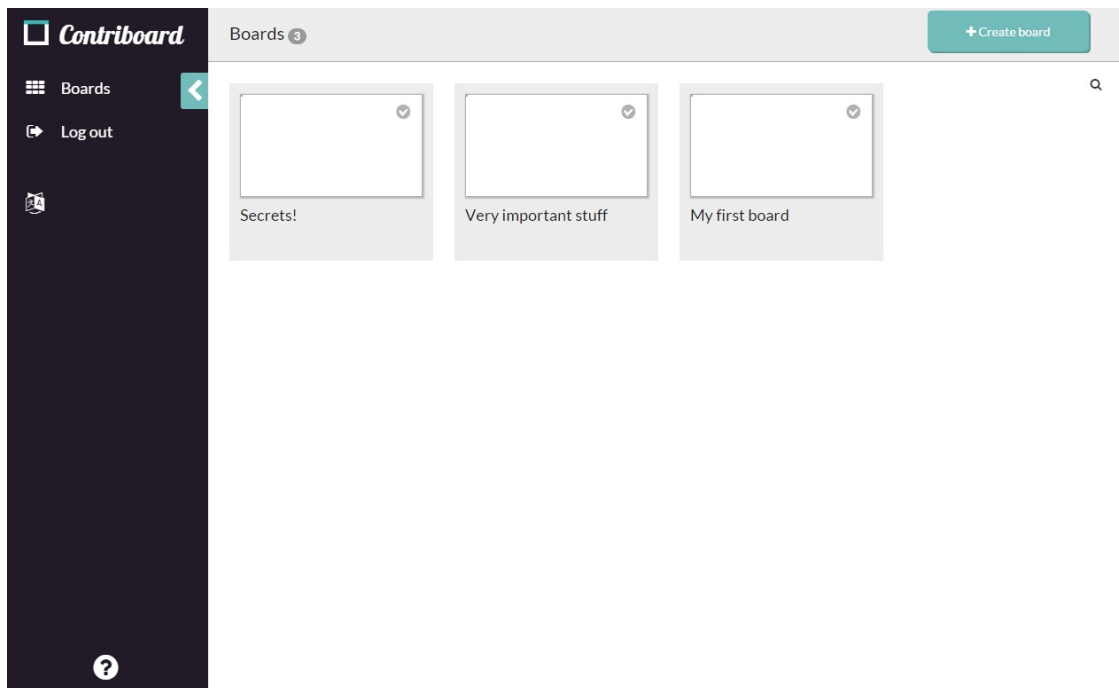 Contriboard
Boards
Log out
Boards 3
+ Create board
Secrets!
Very important stuff
My first board
?